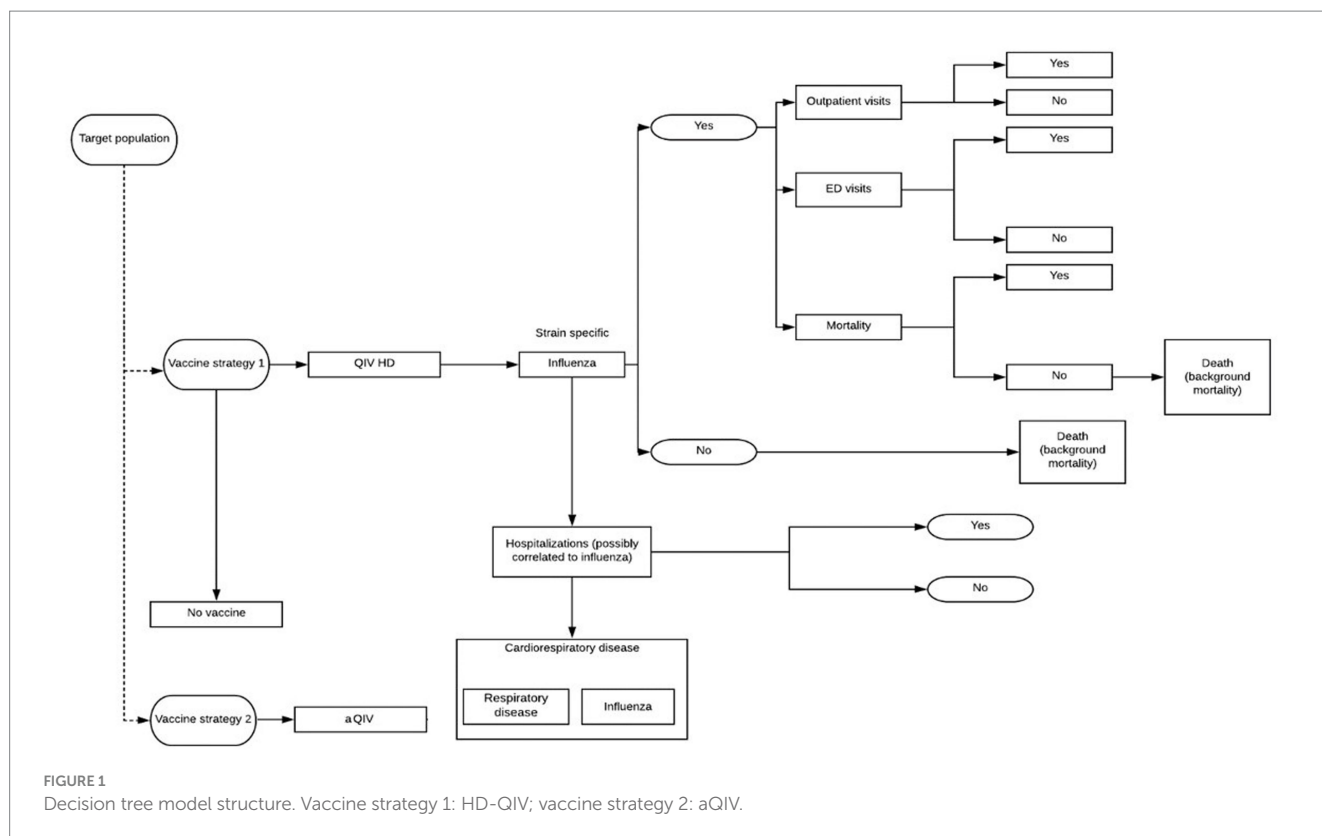 Target population
Vaccine strategy 1
QIV HD
Strain specific
Influenza
Yes
Outpatient visits
Yes
No
ED visits
Yes
No
Mortality
Yes
No
Death
(background
mortality)
No
Death
(background
mortality)
Hospitalizations (possibly
correlated to influenza)
Yes
No
No vaccine
Cardiorespiratory disease
Respiratory
disease
Influenza
Vaccine strategy 2
aQIV
FIGURE 1
Decision tree model structure. Vaccine strategy 1: HD-QIV; vaccine strategy 2: aQIV.